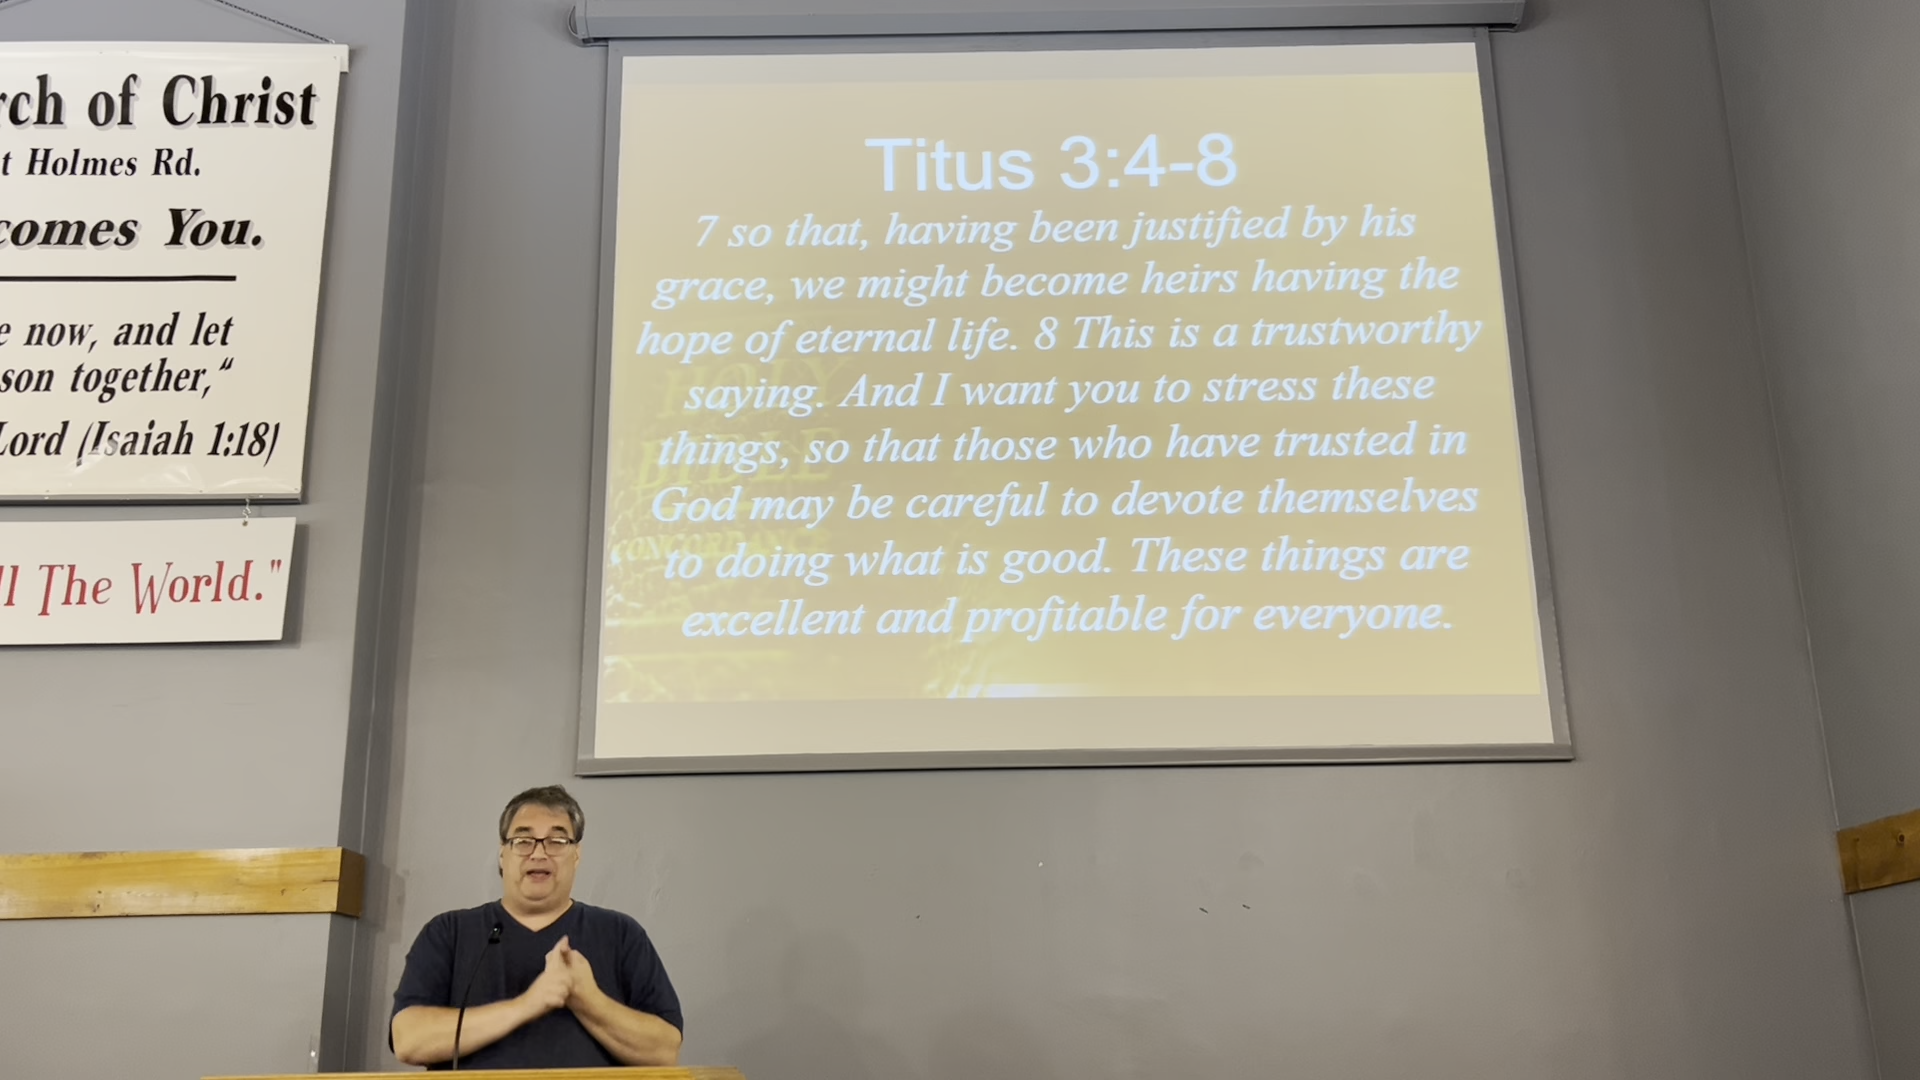 rch of Christ
t Holmes Rd.
comes You.
e now, and let
son together,“
Lord (Isaiah 1:18)
ll The World."
Titus 3:4-8
7 so that, having been justified by his
grace, we might become heirs having the
hope of eternal life. 8 This is a trustworthy
saying. And I want you to stress these
things, so that those who have trusted in
God may be careful to devote themselves
to doing what is good. These things are
excellent and profitable for everyone.
HOLY
BIBLE
CONCORDANCE